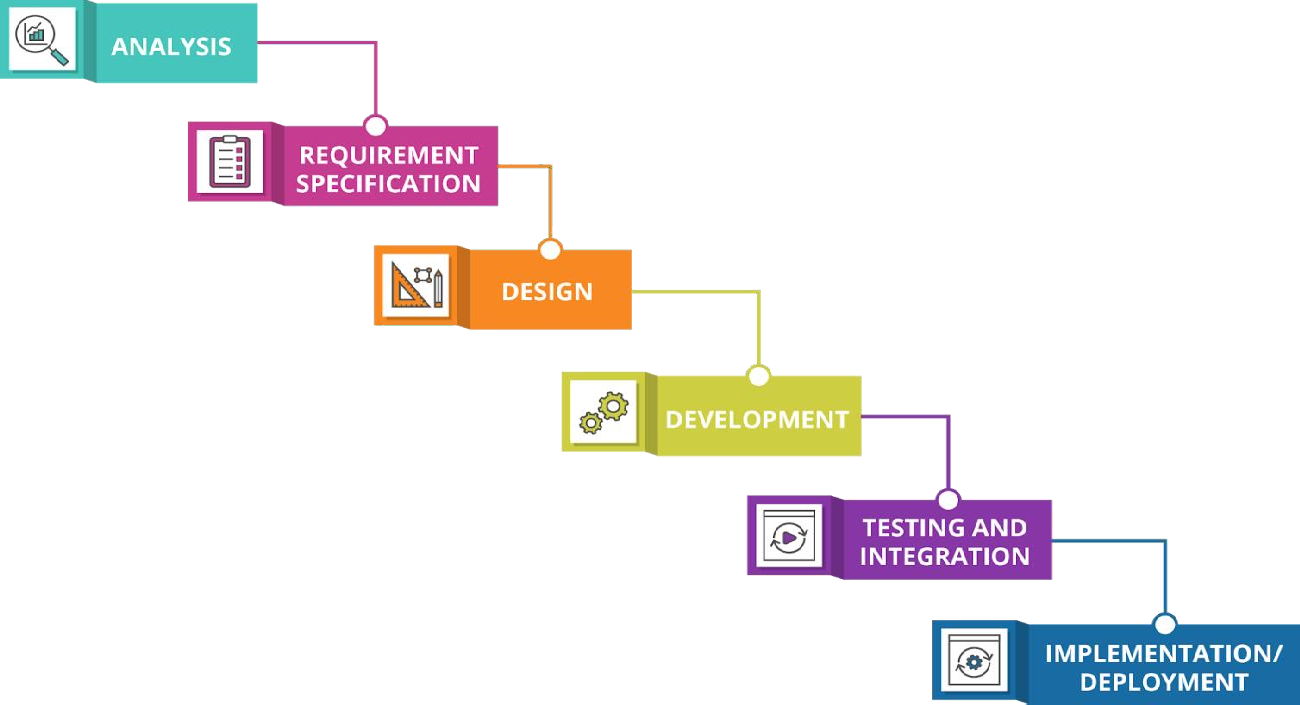 ANALYSIS
REQUIREMENT
SPECIFICATION
DESIGN
DEVELOPMENT
TESTING AND
INTEGRATION
IMPLEMENTATION/
DEPLOYMENT